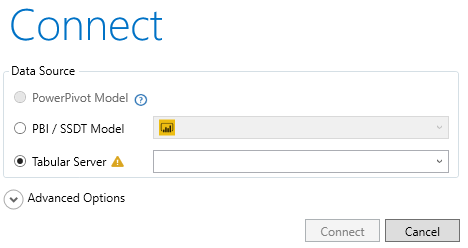 Connect
Data Source
PowerPivot Model ?
PBI / SSDT Model
Tabular Server
Advanced Options
Connect Cancel